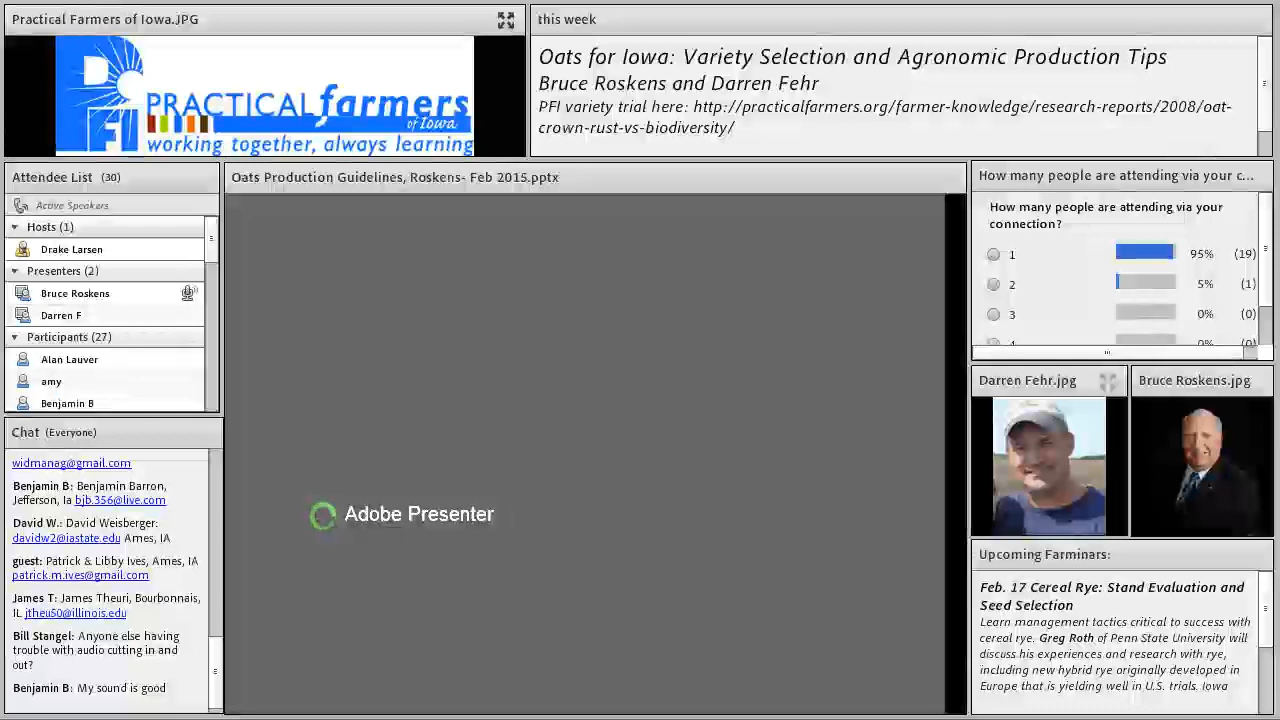 Practical Farmers of Iowa.JPG
PRACTICAL farmers
of Iowa
PFI
working together, always learning
this week
Oats for Iowa: Variety Selection and Agronomic Production Tips
Bruce Roskens and Darren Fehr
PFI variety trial here: http://practicalfarmers.org/farmer-knowledge/research-reports/2008/oat-
crown-rust-vs-biodiversity/
Attendee List (30)
Active Speakers
Hosts (1)
Drake Larsen
Presenters (2)
Bruce Roskens
Darren F
Participants (27)
Alan Lauver
amy
Benjamin B
Chat (Everyone)
widmanag@gmail.com
Benjamin B: Benjamin Barron,
Jefferson, Ia bjb.356@live.com
David W.: David Weisberger:
davidw2@iastate.edu Ames, IA
guest: Patrick & Libby Ives, Ames, IA
patrick.m.ives@gmail.com
James T: James Theuri, Bourbonnais,
IL jtheu50@illinois.edu
Bill Stangel: Anyone else having
trouble with audio cutting in and
out?
Benjamin B: My sound is good
Oats Production Guidelines, Roskens- Feb 2015.pptx
Adobe Presenter
How many people are attending via your c...
How many people are attending via your
connection?
1 95% (19)
2 5% (1)
3 0% (0)
4 0% (0)
Darren Fehr.jpg
Bruce Roskens.jpg
Upcoming Farminars:
Feb. 17 Cereal Rye: Stand Evaluation and
Seed Selection
Learn management tactics critical to success with
cereal rye. Greg Roth of Penn State University will
discuss his experiences and research with rye,
including new hybrid rye originally developed in
Europe that is yielding well in U.S. trials. Iowa